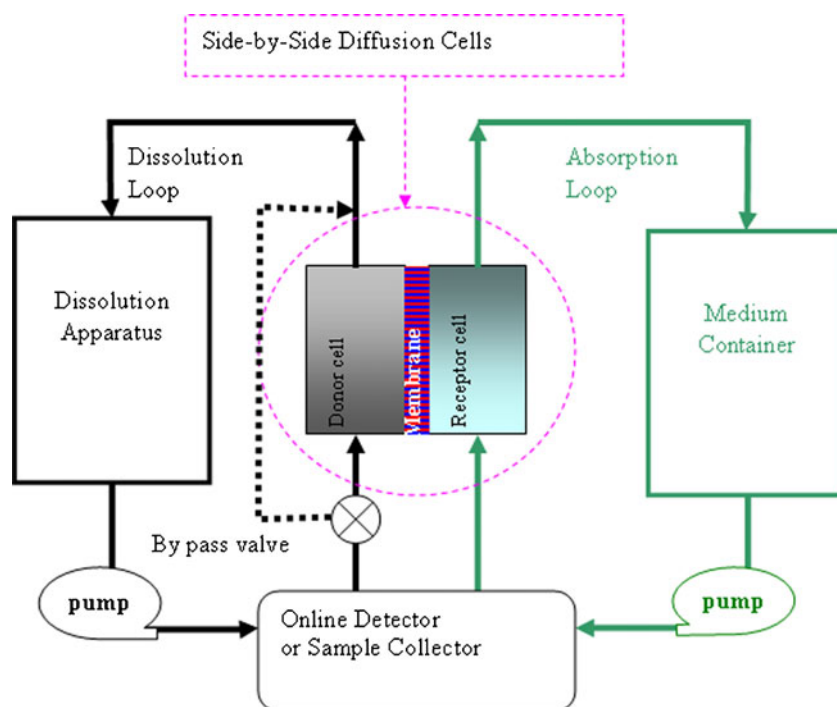 Side-by-Side Diffusion Cells
Dissolution
Loop
Absorption
Loop
Dissolution
Apparatus
Donor cell
Membrane
Receptor cell
Medium
Container
By pass valve
pump
Online Detector
or Sample Collector
pump